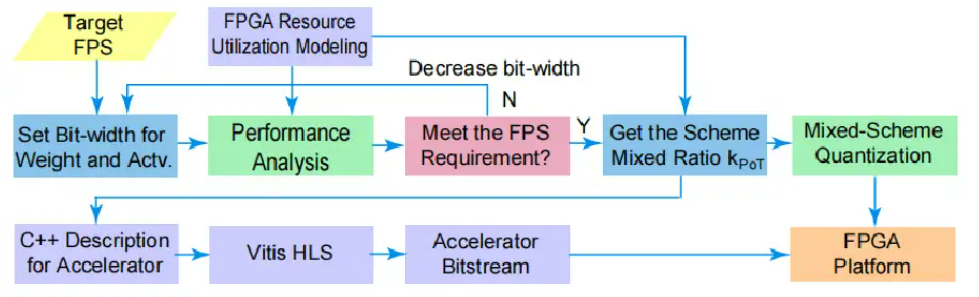 Target
FPS
FPGA Resource
Utilization Modeling
Decrease bit-width
N
Set Bit-width for
Weight and Actv.
Performance
Analysis
Meet the FPS
Requirement?
Y
Get the Scheme
Mixed Ratio kPoT
Mixed-Scheme
Quantization
C++ Description
for Accelerator
Vitis HLS
Accelerator
Bitstream
FPGA
Platform